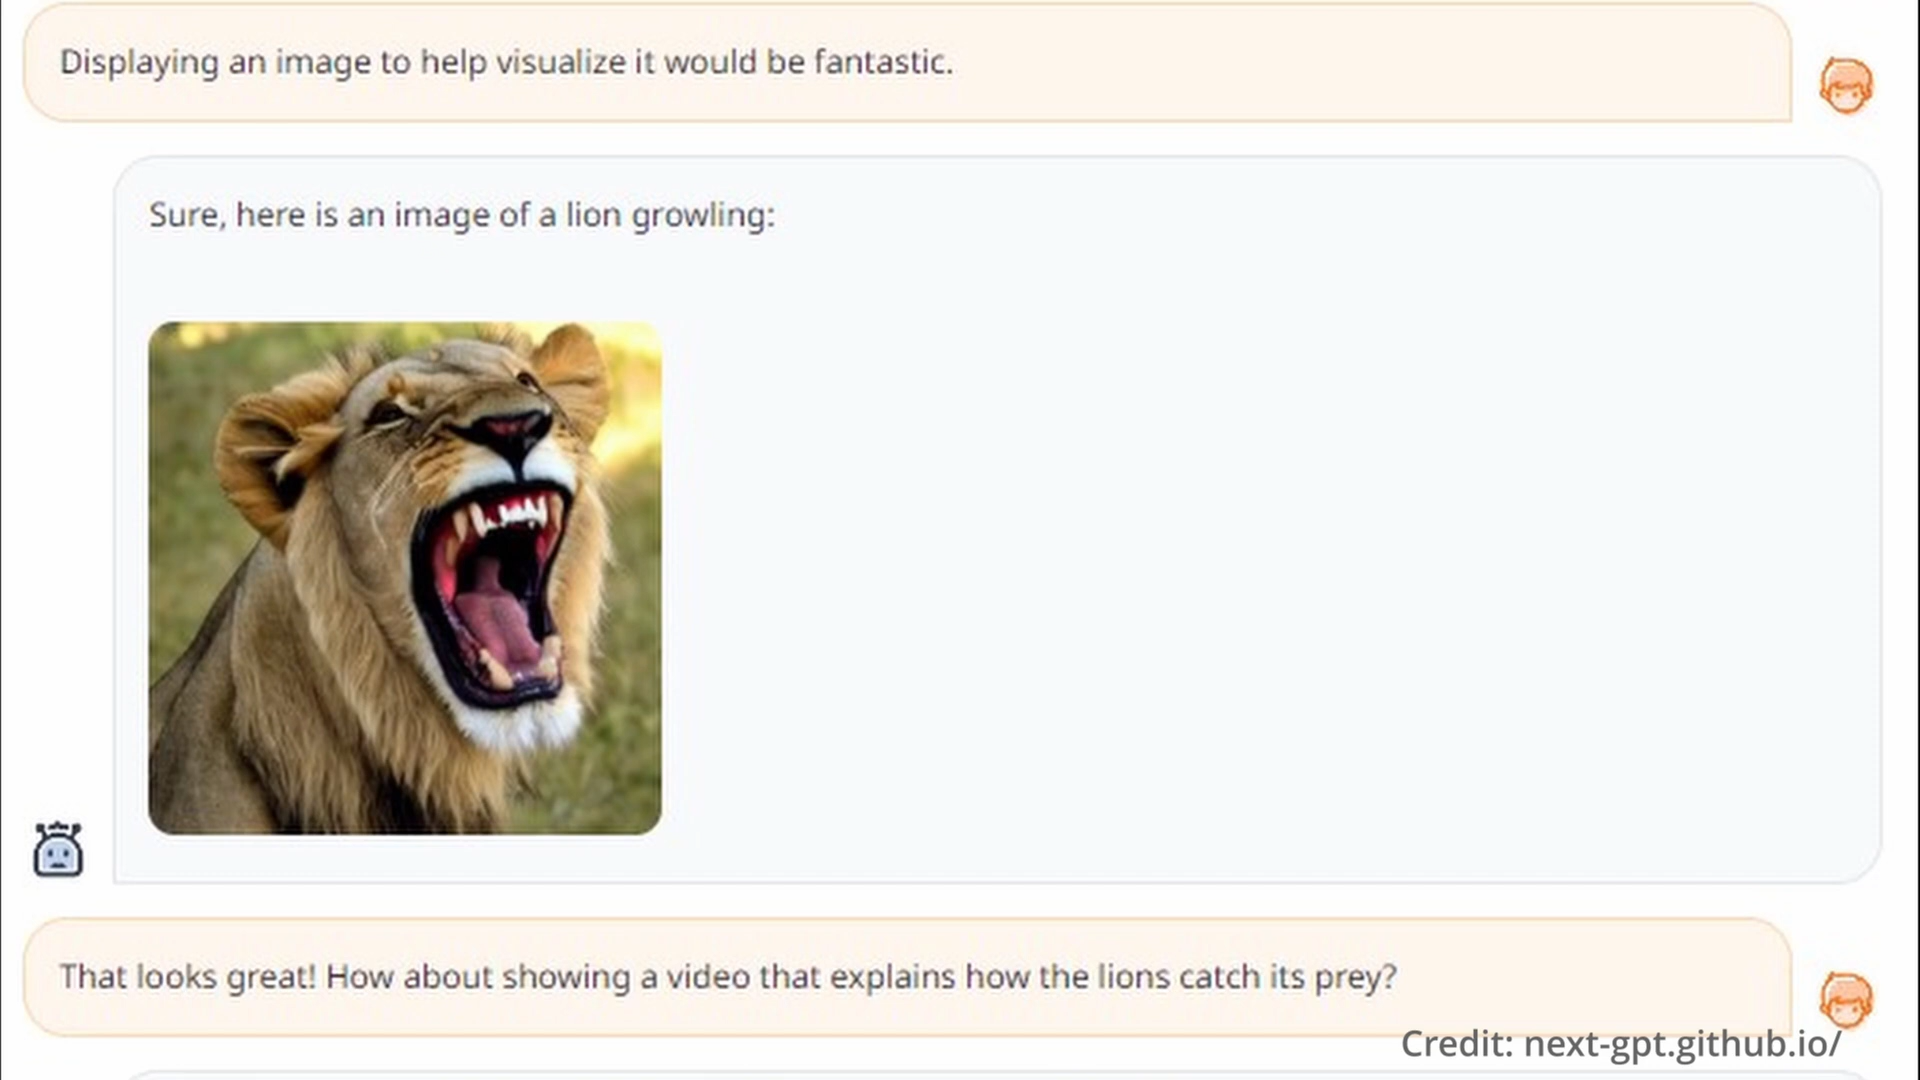 Displaying an image to help visualize it would be fantastic.
Sure, here is an image of a lion growling:
That looks great! How about showing a video that explains how the lions catch its prey?
Credit: next-gpt.github.io/